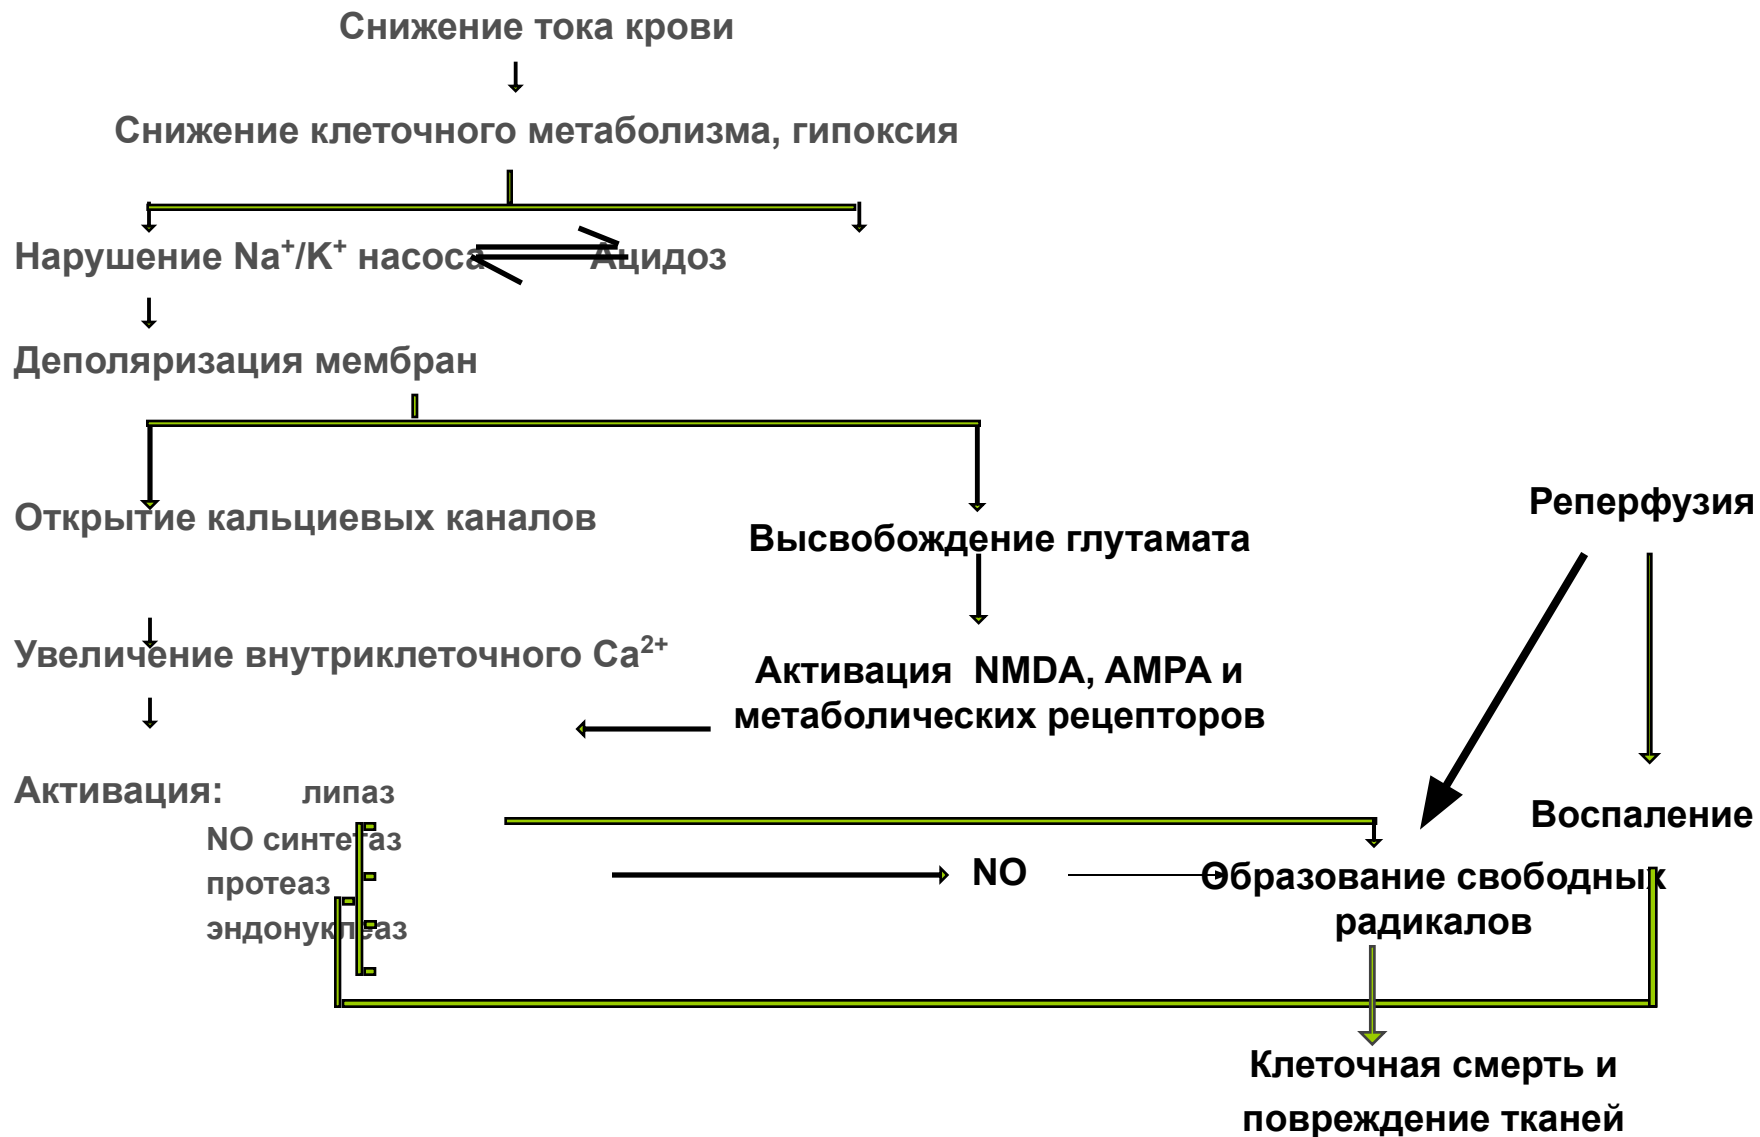 Снижение тока крови
Снижение клеточного метаболизма, гипоксия
Нарушение Na⁺/K⁺ насоса Ацидоз
Деполяризация мембран
Открытие кальциевых каналов
Высвобождение глутамата
Реперфузия
Увеличение внутриклеточного Ca²⁺
Активация NMDA, AMPA и
метаболических рецепторов
Активация: липаз
NO синтетаз
протеаз
эндонуклеаз
Воспаление
NO
Образование свободных
радикалов
Клеточная смерть и
повреждение тканей